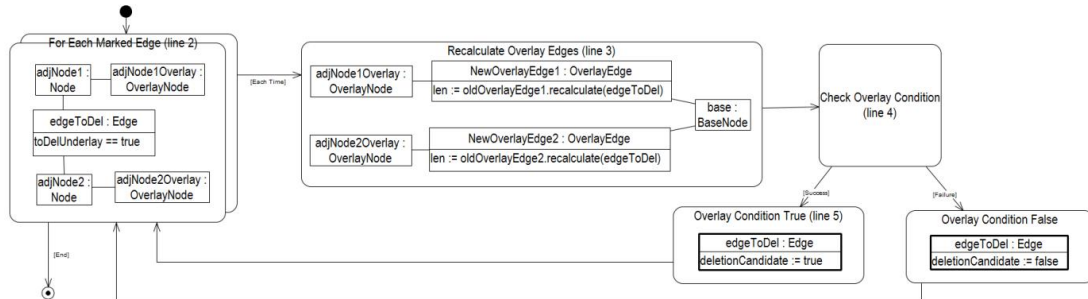 For Each Marked Edge (line 2)
adjNode1 :
Node
adjNode1Overlay :
OverlayNode
edgeToDel : Edge
toDelUnderlay == true
adjNode2 :
Node
adjNode2Overlay :
OverlayNode
[Each Time]
[End]
Recalculate Overlay Edges (line 3)
adjNode1Overlay :
OverlayNode
NewOverlayEdge1 : OverlayEdge
len := oldOverlayEdge1.recalculate(edgeToDel)
base :
BaseNode
adjNode2Overlay :
OverlayNode
NewOverlayEdge2 : OverlayEdge
len := oldOverlayEdge2.recalculate(edgeToDel)
Check Overlay Condition
(line 4)
[Success]
[Failure]
Overlay Condition True (line 5)
edgeToDel : Edge
deletionCandidate := true
Overlay Condition False
edgeToDel : Edge
deletionCandidate := false